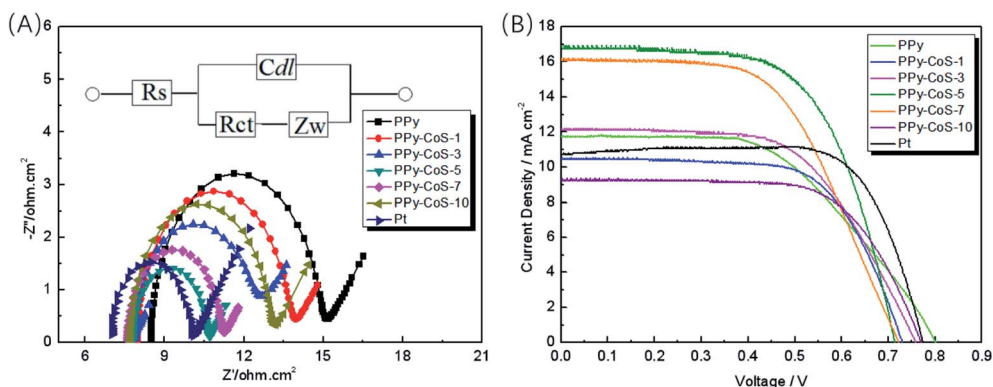 (A)
6
5
4
3
2
1
0
-Z''/ohm.cm²
Rs
Cdl
Rct
Zw
PPy
PPy-CoS-1
PPy-CoS-3
PPy-CoS-5
PPy-CoS-7
PPy-CoS-10
Pt
6 9 12 15 18 21
Z'/ohm.cm²
(B)
18
16
14
12
10
8
6
4
2
0
Current Density / mA cm⁻²
PPy
PPy-CoS-1
PPy-CoS-3
PPy-CoS-5
PPy-CoS-7
PPy-CoS-10
Pt
0.0 0.1 0.2 0.3 0.4 0.5 0.6 0.7 0.8 0.9
Voltage / V